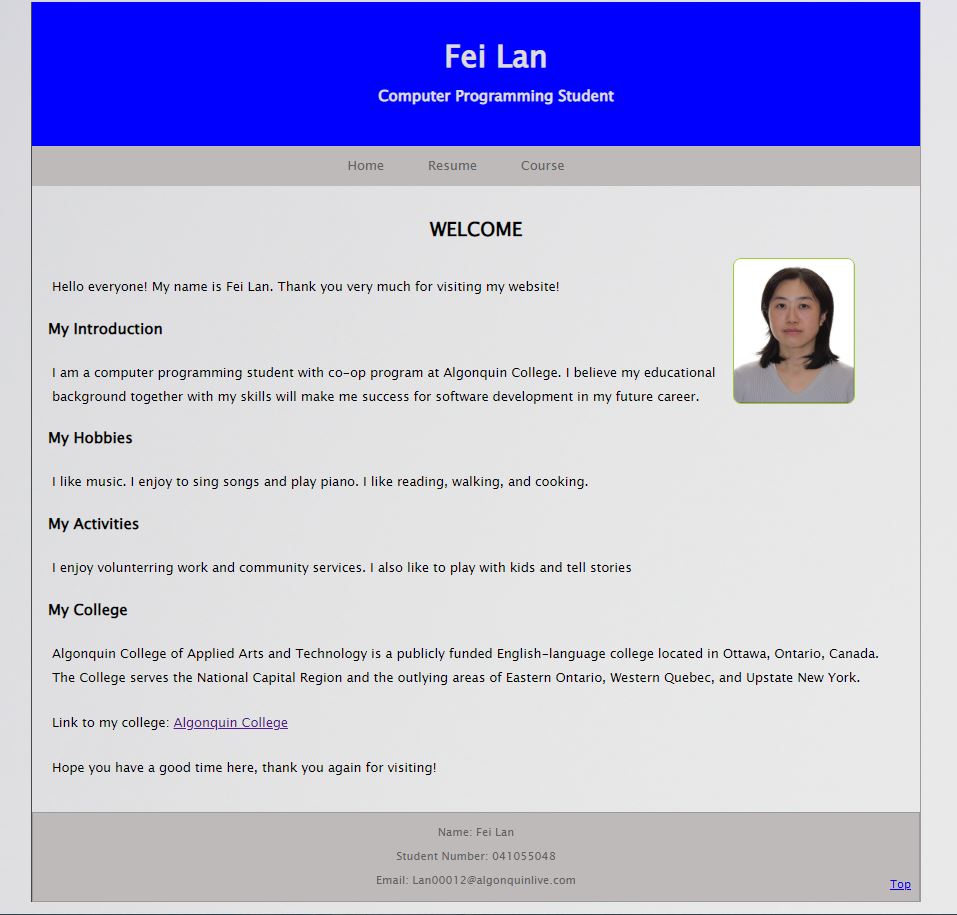 Fei Lan
Computer Programming Student
Home Resume Course
WELCOME
Hello everyone! My name is Fei Lan. Thank you very much for visiting my website!
My Introduction
I am a computer programming student with co-op program at Algonquin College. I believe my educational
background together with my skills will make me success for software development in my future career.
My Hobbies
I like music. I enjoy to sing songs and play piano. I like reading, walking, and cooking.
My Activities
I enjoy volunterring work and community services. I also like to play with kids and tell stories
My College
Algonquin College of Applied Arts and Technology is a publicly funded English-language college located in Ottawa, Ontario, Canada.
The College serves the National Capital Region and the outlying areas of Eastern Ontario, Western Quebec, and Upstate New York.
Link to my college: Algonquin College
Hope you have a good time here, thank you again for visiting!
Name: Fei Lan
Student Number: 041055048
Email: Lan00012@algonquinlive.com
Top